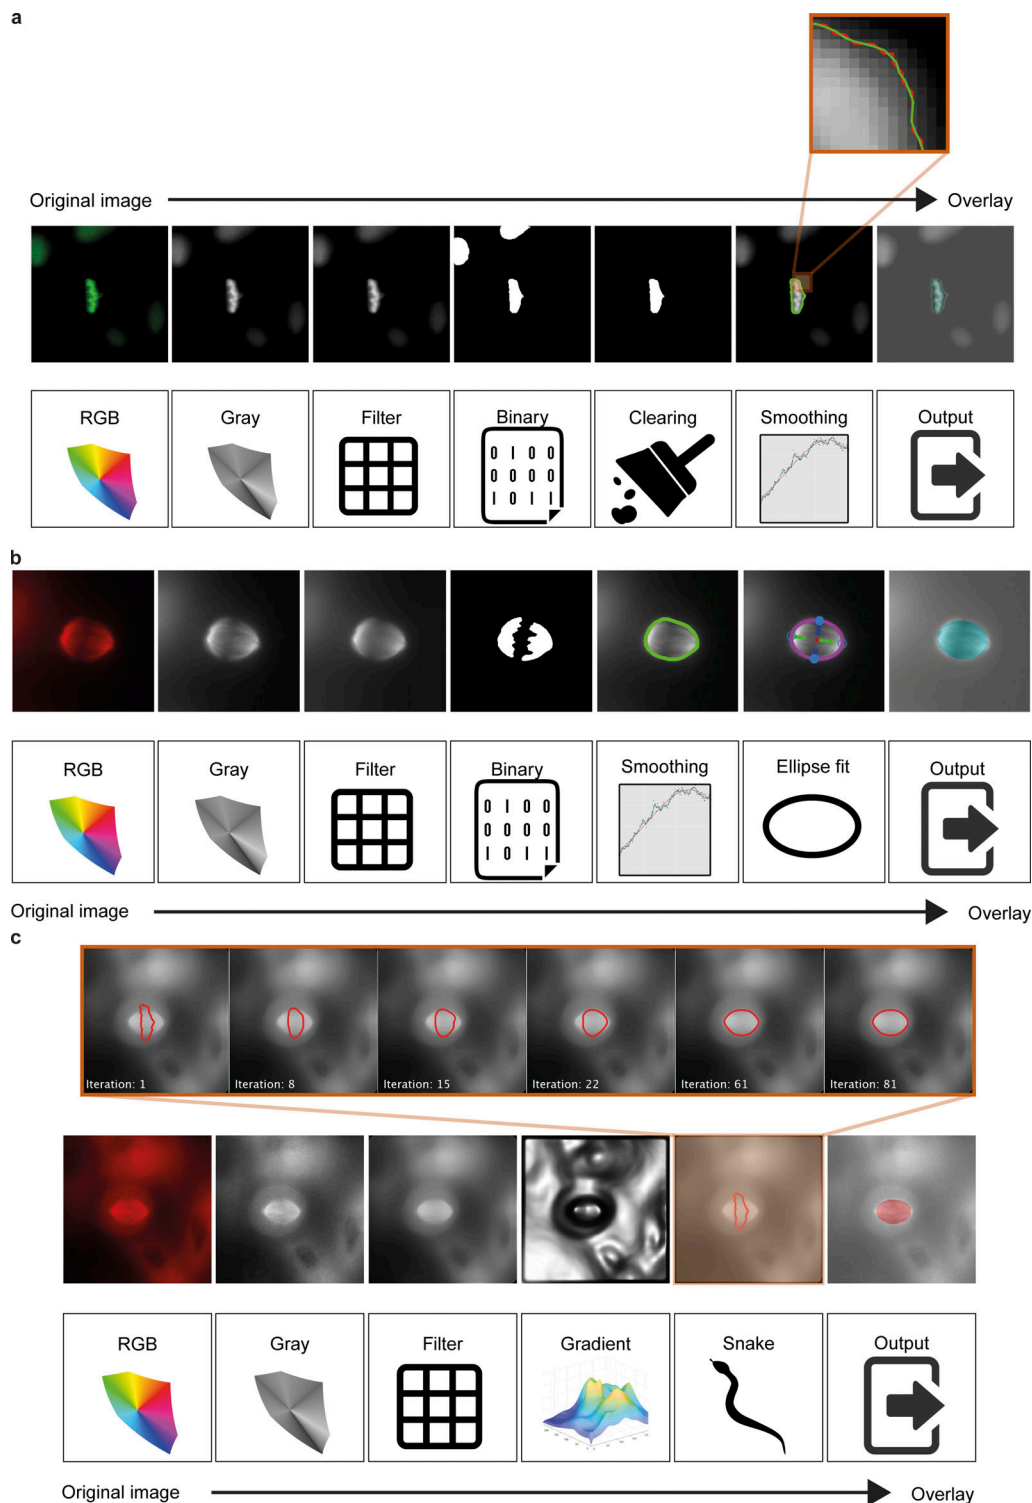 a
Original image
Overlay
RGB
Gray
Filter
Binary
Clearing
Smoothing
Output
0 1 0 0
0 0 0 0
1 0 1 1
b
RGB
Gray
Filter
Binary
Smoothing
Ellipse fit
Output
0 1 0 0
0 0 0 0
1 0 1 1
Original image
Overlay
c
Iteration: 1
Iteration: 8
Iteration: 15
Iteration: 22
Iteration: 61
Iteration: 81
RGB
Gray
Filter
Gradient
Snake
Output
Original image
Overlay